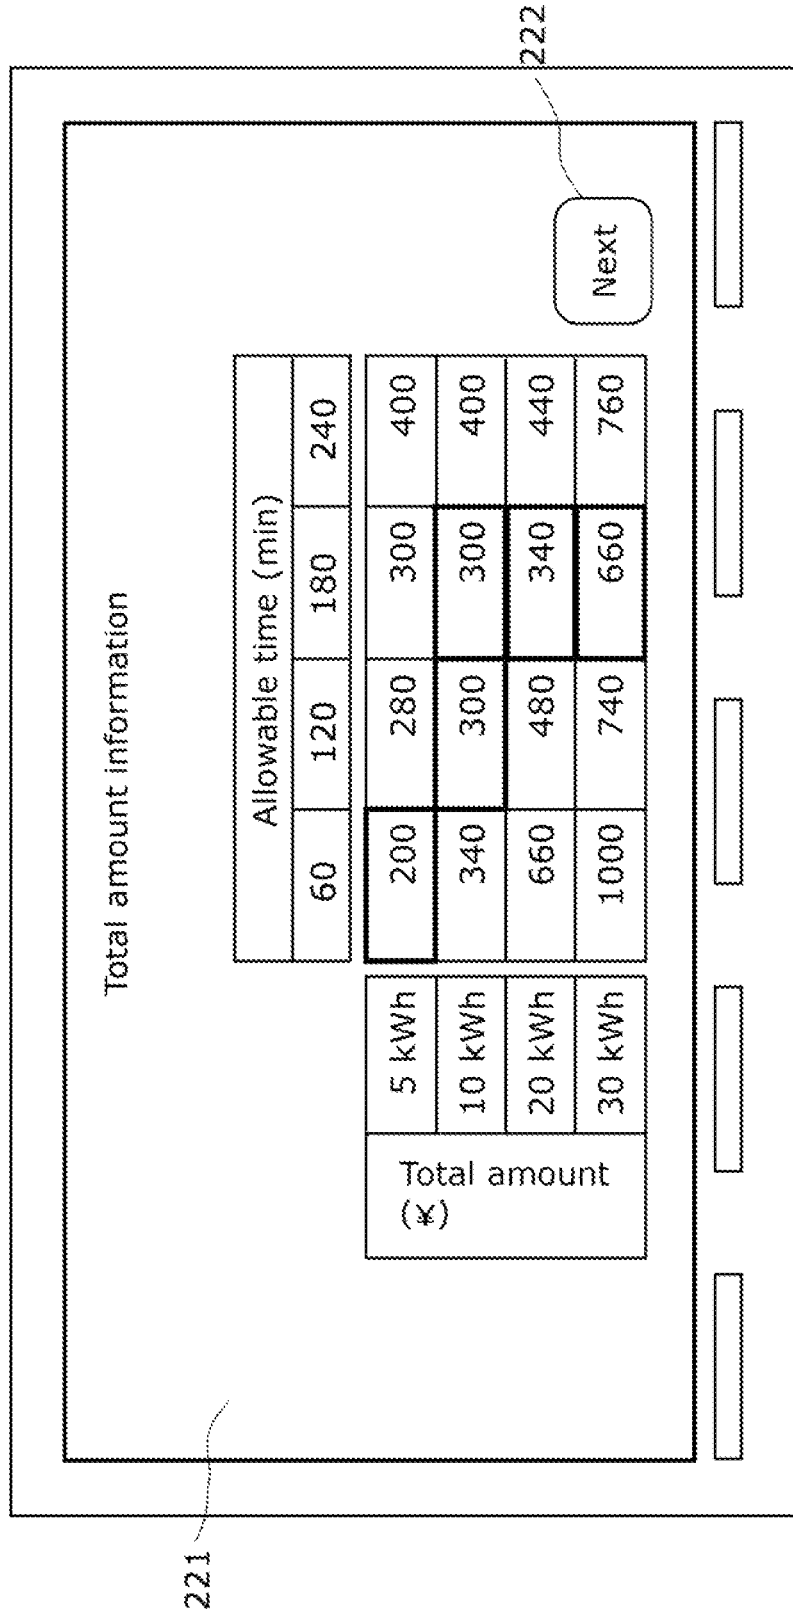 Total amount information
Allowable time (min)
60 120 180 240
Total amount
(¥)
5 kWh 200 280 300 400
10 kWh 340 300 300 400
20 kWh 660 480 340 440
30 kWh 1000 740 660 760
Next
221
222